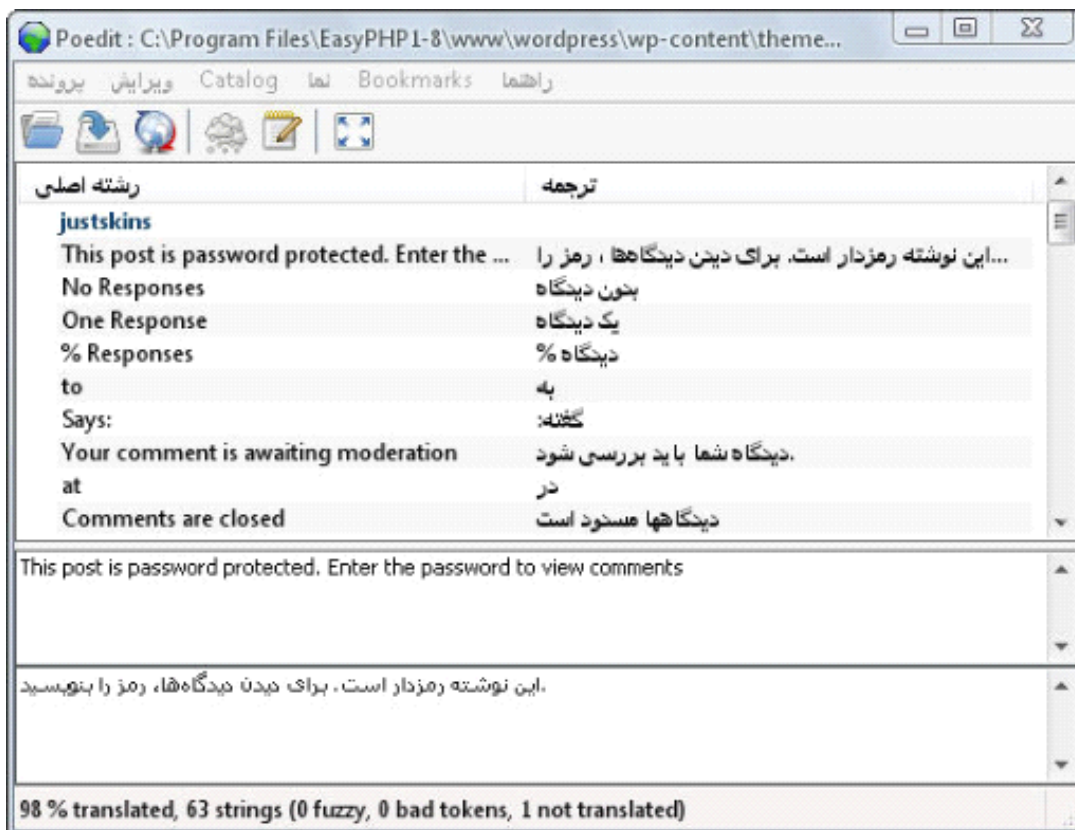 Poedit : C:\Program Files\EasyPHP1-8\www\wordpress\wp-content\theme...
پرونده ویرایش Catalog نما Bookmarks راهنما
رشته اصلی ترجمه
justskins
This post is password protected. Enter the ... این نوشته رمزدار است. برای دیدن دیدگاه‌ها ، رمز را...
No Responses بدون دیدگاه
One Response یک دیدگاه
% Responses % دیدگاه
to به
Says: گفته:
Your comment is awaiting moderation دیدگاه شما باید بررسی شود.
at در
Comments are closed دیدگاهها مسدود است
This post is password protected. Enter the password to view comments
این نوشته رمزدار است. برای دیدن دیدگاه‌ها، رمز را بنویسید.
98 % translated, 63 strings (0 fuzzy, 0 bad tokens, 1 not translated)